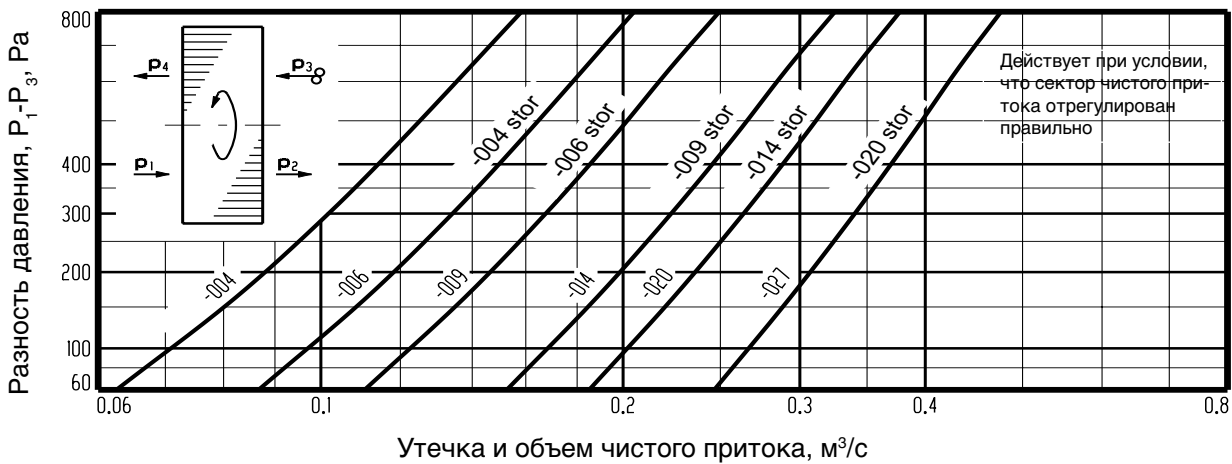 Разность давления, P₁-P₃, Pa
800
400
300
200
100
60
p₄
p₃
p₁
p₂
8
-004 stor
-006 stor
-009 stor
-014 stor
-020 stor
Действует при условии,
что сектор чистого при-
тока отрегулирован
правильно
-004
-006
-009
-014
-020
-027
0.06
0.1
0.2
0.3
0.4
0.8
Утечка и объем чистого притока, м³/с